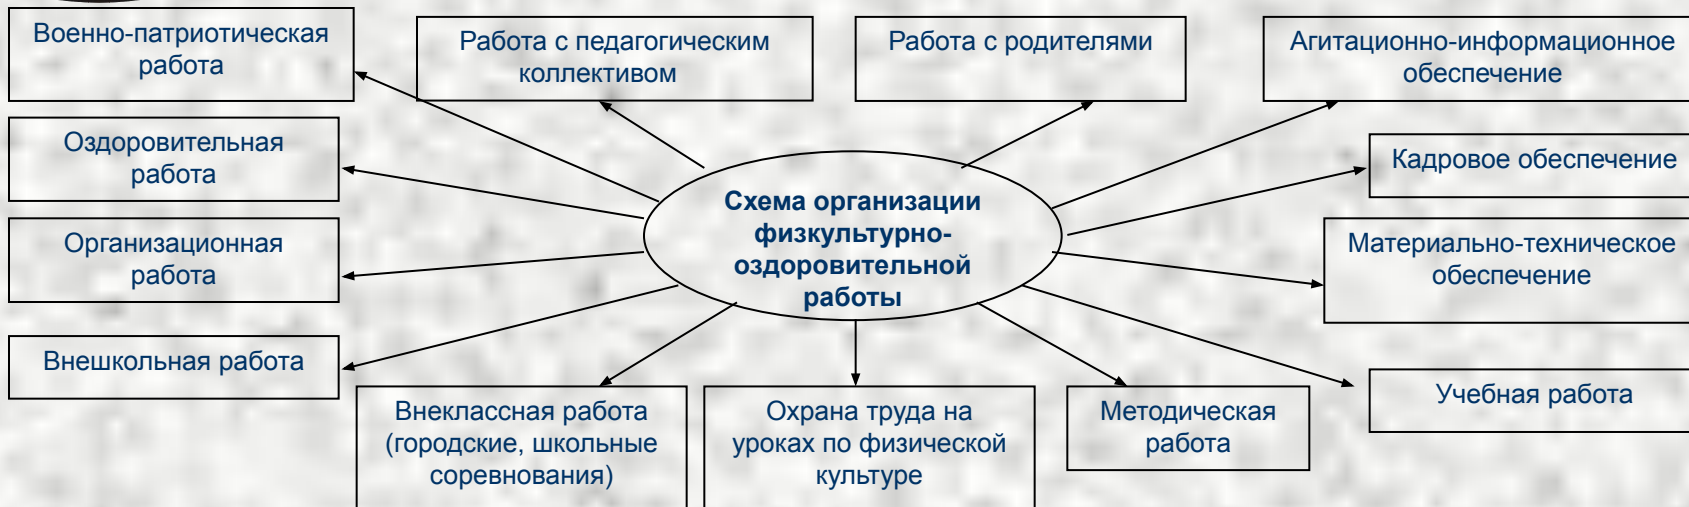 Военно-патриотическая
работа
Работа с педагогическим
коллективом
Работа с родителями
Агитационно-информационное
обеспечение
Оздоровительная
работа
Кадровое обеспечение
Схема организации
физкультурно-
оздоровительной
работы
Организационная
работа
Материально-техническое
обеспечение
Внешкольная работа
Внеклассная работа
(городские, школьные
соревнования)
Охрана труда на
уроках по физической
культуре
Методическая
работа
Учебная работа